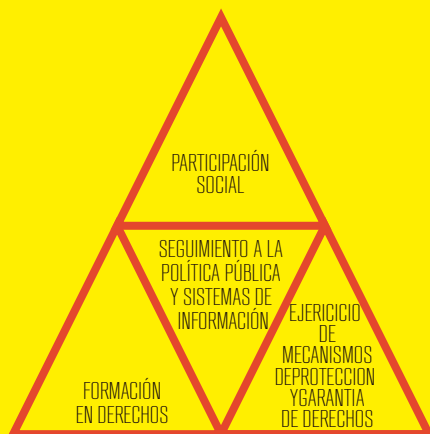 PARTICIPACIÓN
SOCIAL
SEGUIMIENTO A LA
POLÍTICA PÚBLICA
Y SISTEMAS DE
INFORMACIÓN
FORMACIÓN
EN DERECHOS
EJERICICIO
DE
MECANISMOS
DEPROTECCION
YGARANTIA
DE DERECHOS